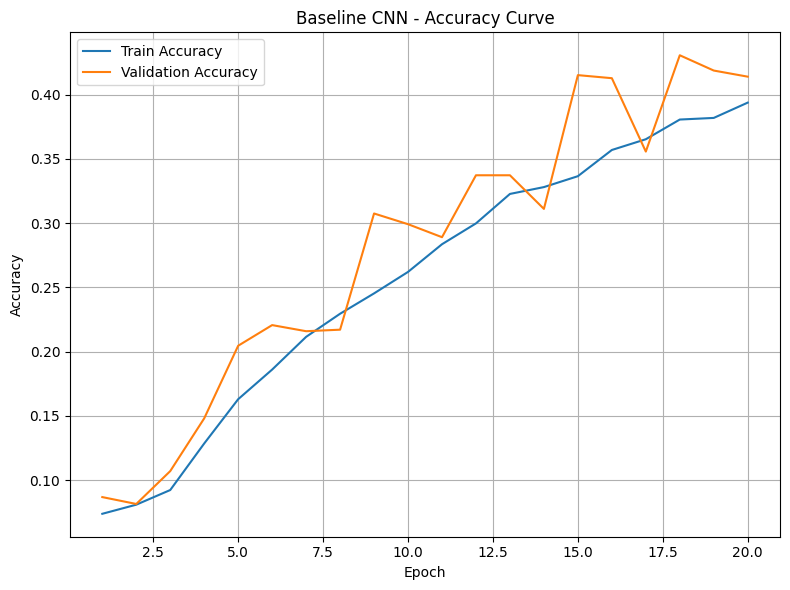 Baseline CNN - Accuracy Curve
Train Accuracy
Validation Accuracy
Accuracy
0.40
0.35
0.30
0.25
0.20
0.15
0.10
2.5 5.0 7.5 10.0 12.5 15.0 17.5 20.0
Epoch